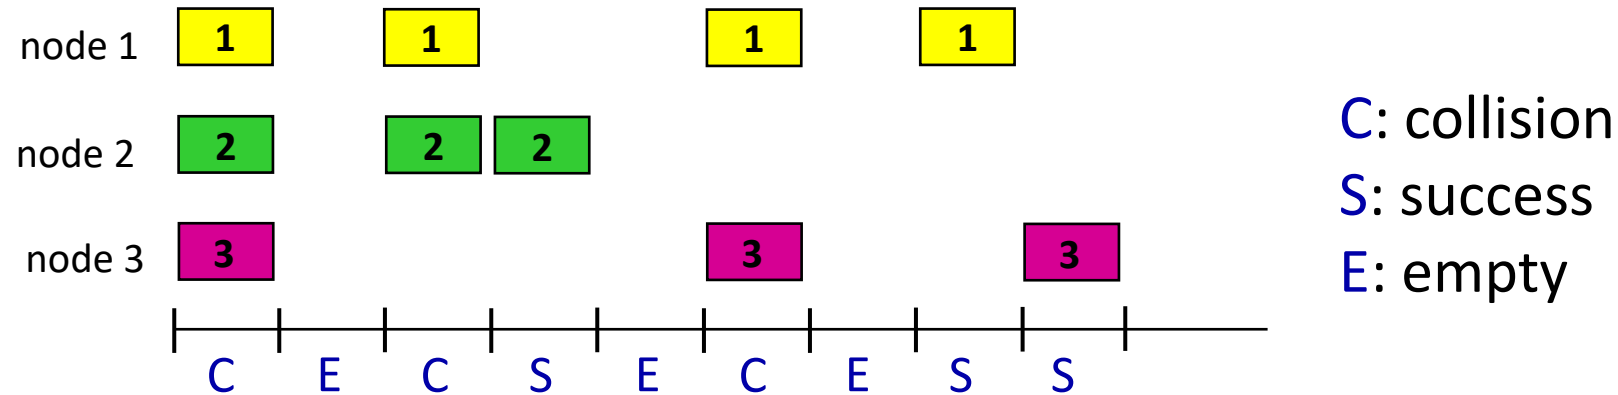 node 1 1 1 1 1
node 2 2 2 2
node 3 3 3 3
C E C S E C E S S
C: collision
S: success
E: empty